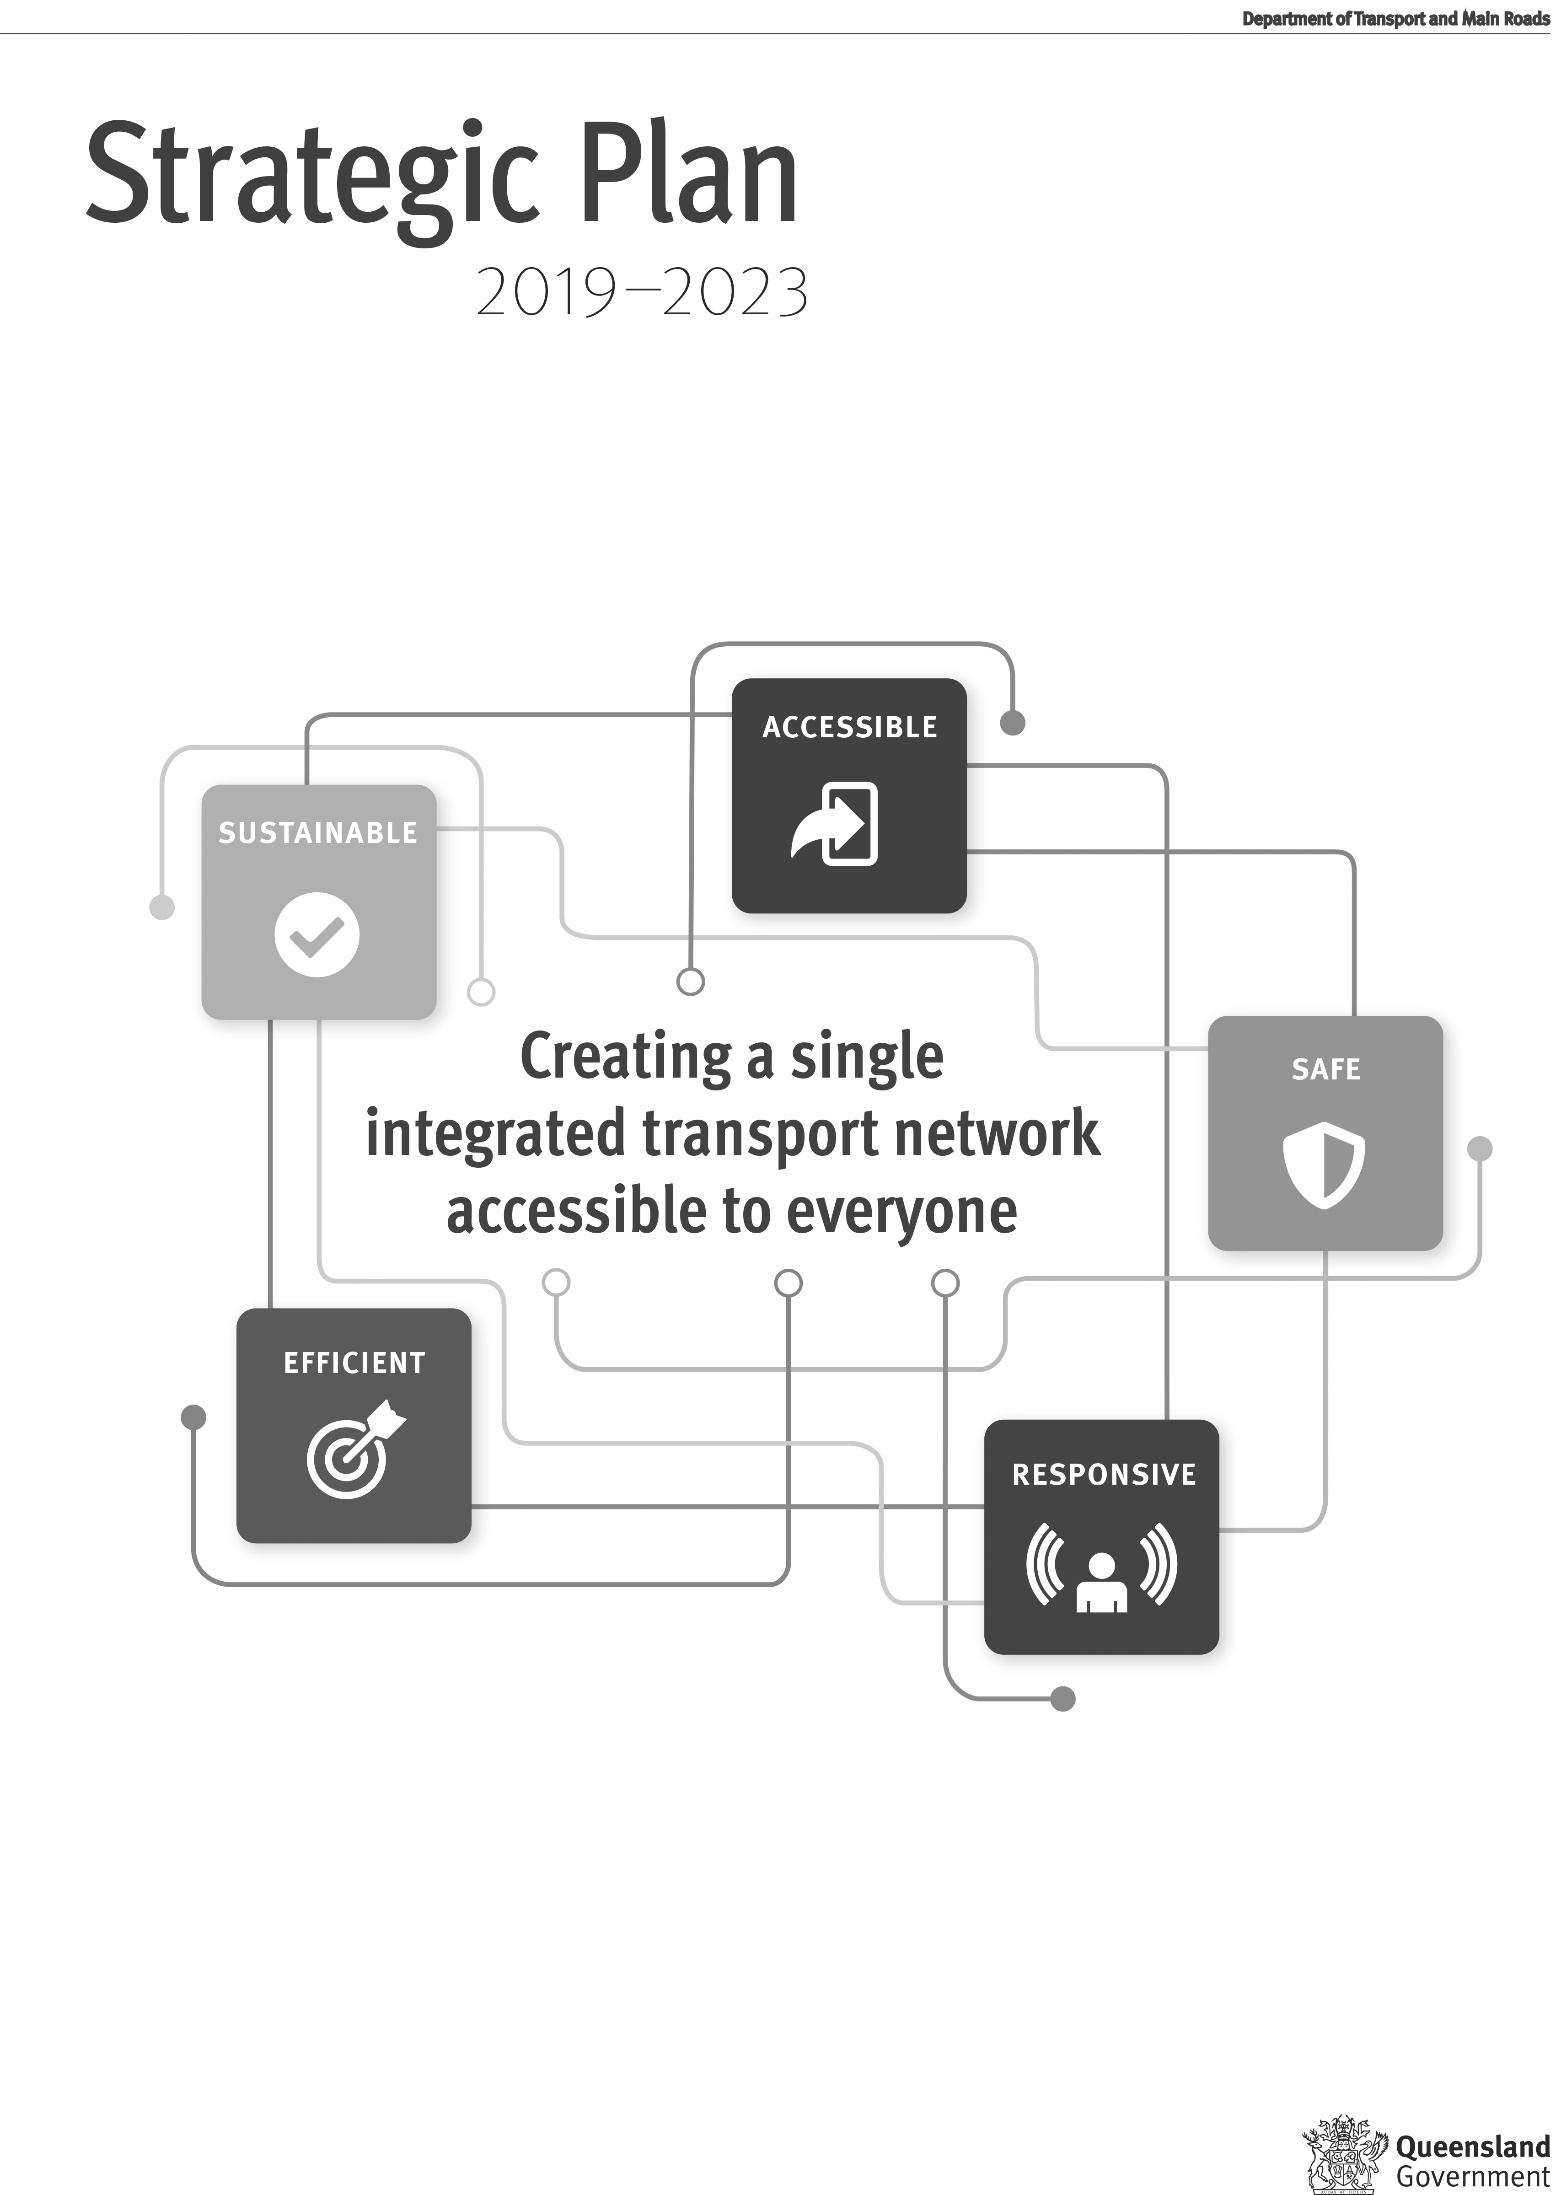 Department of Transport and Main Roads
Strategic Plan
2019–2023
ACCESSIBLE
SUSTAINABLE
Creating a single
integrated transport network
accessible to everyone
SAFE
EFFICIENT
RESPONSIVE
Queensland
Government